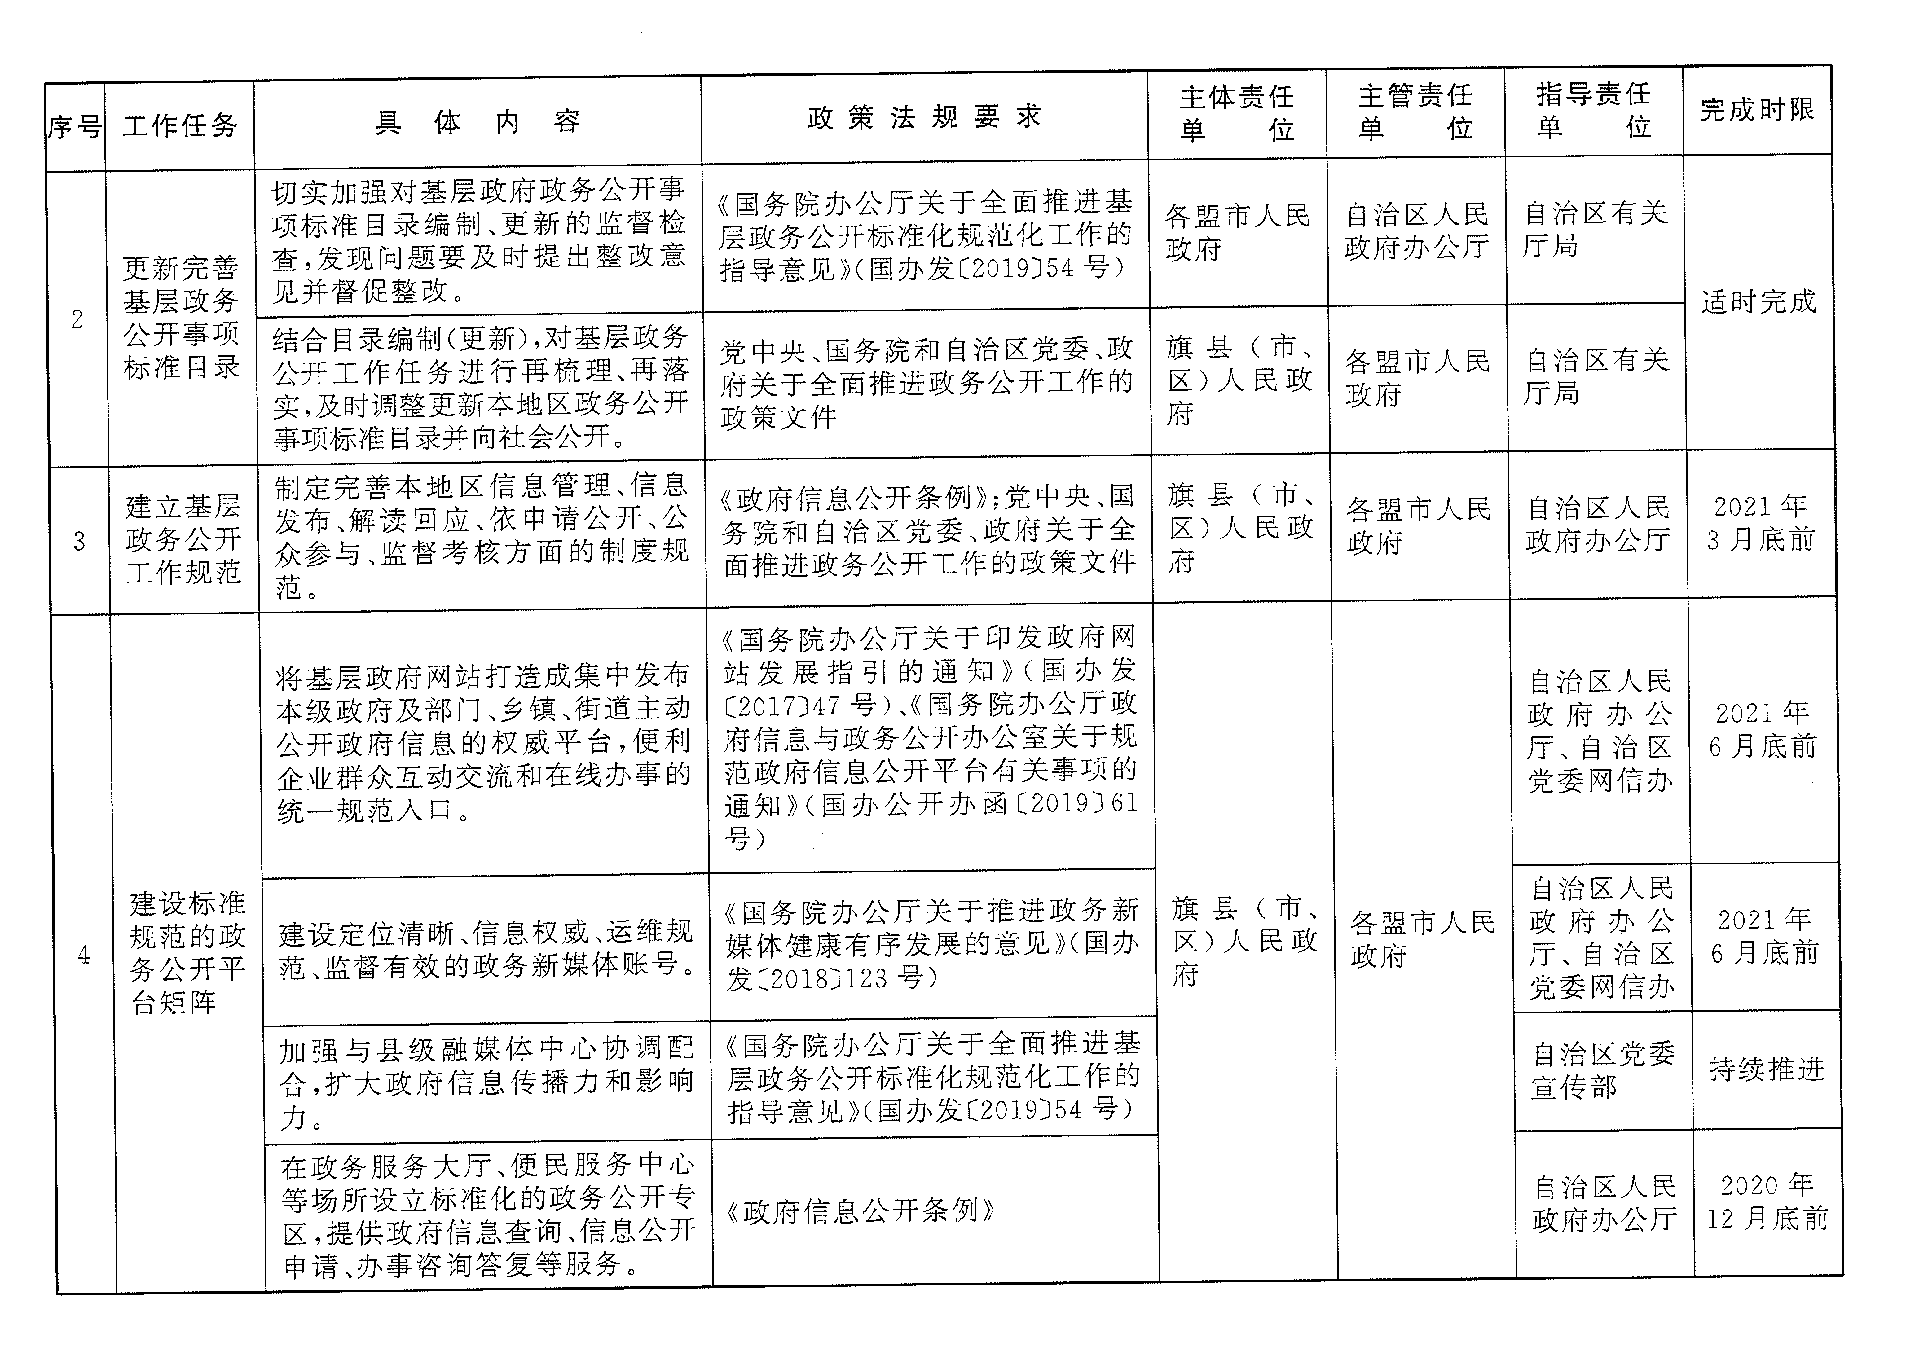 序号
工作任务
具 体 内 容
政 策 法 规 要 求
主体责任
单 位
主管责任
单 位
指导责任
单 位
完成时限
2
更新完善
基层政务
公开事项
标准目录
切实加强对基层政府政务公开事
项标准目录编制、更新的监督检
查,发现问题要及时提出整改意
见并督促整改。
《国务院办公厅关于全面推进基
层政务公开标准化规范化工作的
指导意见》(国办发〔2019〕54 号)
各盟市人民
政府
自治区人民
政府办公厅
自治区有关
厅局
适时完成
结合目录编制(更新),对基层政务
公开工作任务进行再梳理、再落
实,及时调整更新本地区政务公开
事项标准目录并向社会公开。
党中央、国务院和自治区党委、政
府关于全面推进政务公开工作的
政策文件
旗县(市、
区)人民政
府
各盟市人民
政府
自治区有关
厅局
3
建立基层
政务公开
工作规范
制定完善本地区信息管理、信息
发布、解读回应、依申请公开、公
众参与、监督考核方面的制度规
范。
《政府信息公开条例》;党中央、国
务院和自治区党委、政府关于全
面推进政务公开工作的政策文件
旗县(市、
区)人民政
府
各盟市人民
政府
自治区人民
政府办公厅
2021 年
3 月底前
4
建设标准
规范的政
务公开平
台矩阵
将基层政府网站打造成集中发布
本级政府及部门、乡镇、街道主动
公开政府信息的权威平台,便利
企业群众互动交流和在线办事的
统一规范入口。
《国务院办公厅关于印发政府网
站发展指引的通知》(国办发
〔2017〕47 号)、《国务院办公厅政
府信息与政务公开办公室关于规
范政府信息公开平台有关事项的
通知》(国办公开办函〔2019〕61
号)
旗县(市、
区)人民政
府
各盟市人民
政府
自治区人民
政府办公
厅、自治区
党委网信办
2021 年
6 月底前
建设定位清晰、信息权威、运维规
范、监督有效的政务新媒体账号。
《国务院办公厅关于推进政务新
媒体健康有序发展的意见》(国办
发〔2018〕123 号)
自治区人民
政府办公
厅、自治区
党委网信办
2021 年
6 月底前
加强与县级融媒体中心协调配
合,扩大政府信息传播力和影响
力。
《国务院办公厅关于全面推进基
层政务公开标准化规范化工作的
指导意见》(国办发〔2019〕54 号)
自治区党委
宣传部
持续推进
在政务服务大厅、便民服务中心
等场所设立标准化的政务公开专
区,提供政府信息查询、信息公开
申请、办事咨询答复等服务。
《政府信息公开条例》
自治区人民
政府办公厅
2020 年
12 月底前